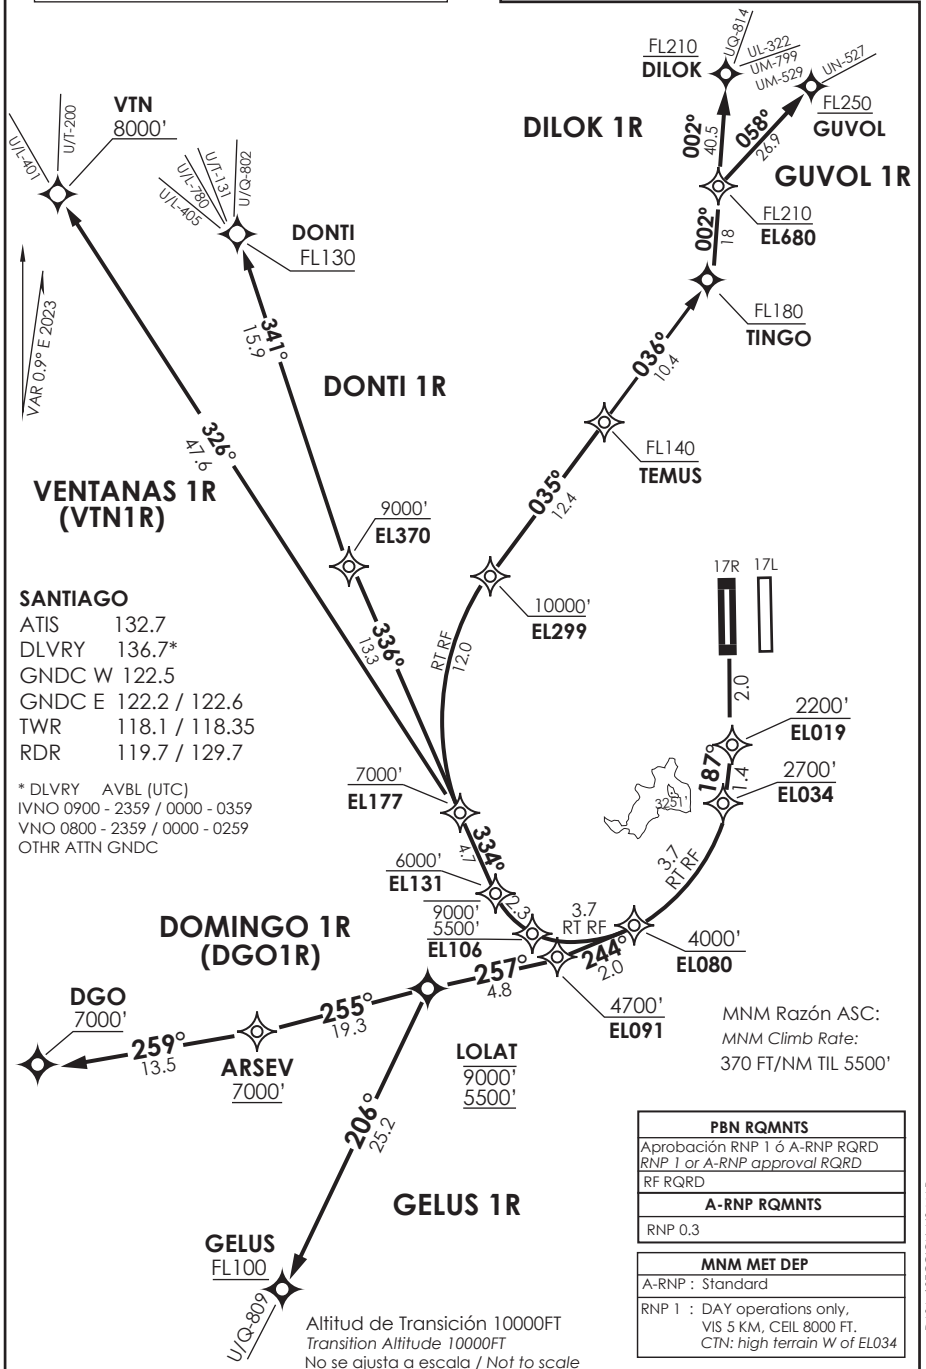 UQ-814
FL210
DILOK
UL-322
UM-799
UM-529
UN-527
FL250
GUVOL
DILOK 1R
002°
40.5
058°
26.9
GUVOL 1R
VTN
8000'
U/L-401
U/T-200
U/T-131
U/L-780
U/L-405
U/Q-802
DONTI
FL130
002°
18
FL210
EL680
FL180
TINGO
VAR 0.9° E 2023
341°
15.9
DONTI 1R
036°
10.4
326°
47.6
FL140
TEMUS
VENTANAS 1R
(VTN1R)
035°
12.4
9000'
EL370
10000'
EL299
17R 17L
SANTIAGO
ATIS 132.7
DLVRY 136.7*
GNDC W 122.5
GNDC E 122.2 / 122.6
TWR 118.1 / 118.35
RDR 119.7 / 129.7
* DLVRY AVBL (UTC)
IVNO 0900 - 2359 / 0000 - 0359
VNO 0800 - 2359 / 0000 - 0259
OTHR ATTN GNDC
336°
13.3
RT RF
12.0
2.0
2200'
EL019
187°
1.4
2700'
EL034
3251'
7000'
EL177
334°
4.7
3.7
RT RF
6000'
EL131
2.3
9000'
5500'
EL106
3.7
RT RF
4000'
EL080
244°
2.0
DOMINGO 1R
(DGO1R)
257°
4.8
4700'
EL091
DGO
7000'
255°
19.3
259°
13.5
ARSEV
7000'
LOLAT
9000'
5500'
MNM Razón ASC:
MNM Climb Rate:
370 FT/NM TIL 5500'
206°
25.2
GELUS 1R
GELUS
FL100
U/Q-809
PBN RQMNTS
Aprobación RNP 1 ó A-RNP RQRD
RNP 1 or A-RNP approval RQRD
RF RQRD
A-RNP RQMNTS
RNP 0.3
MNM MET DEP
A-RNP : Standard
RNP 1 : DAY operations only,
VIS 5 KM, CEIL 8000 FT.
CTN: high terrain W of EL034
Altitud de Transición 10000FT
Transition Altitude 10000FT
No se ajusta a escala / Not to scale